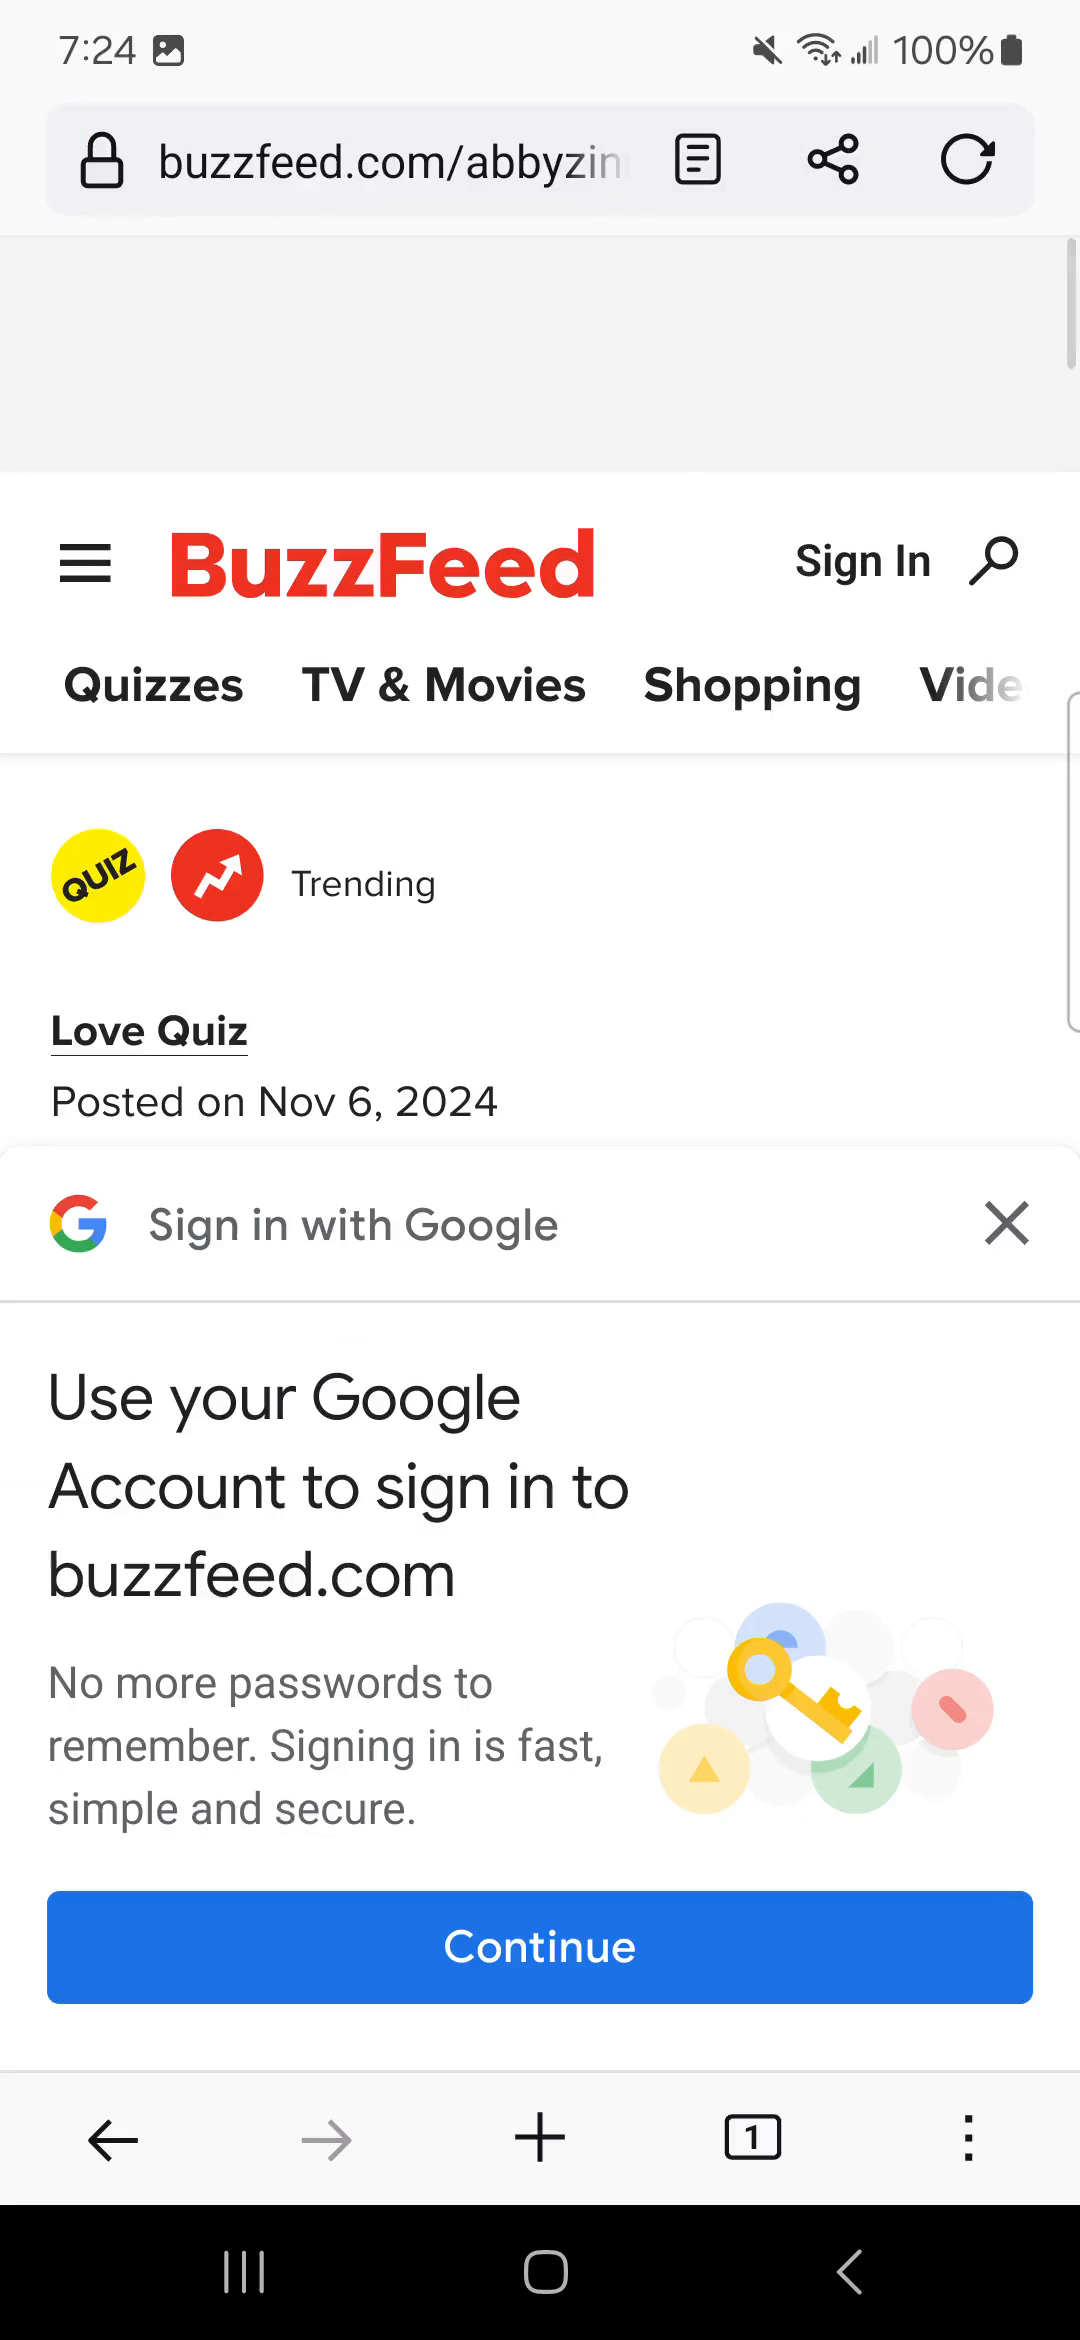 7:24 100%
buzzfeed.com/abbyzin
BuzzFeed Sign In
Quizzes TV & Movies Shopping Vide
QUIZ Trending
Love Quiz
Posted on Nov 6, 2024
Sign in with Google
Use your Google
Account to sign in to
buzzfeed.com
No more passwords to
remember. Signing in is fast,
simple and secure.
Continue
1